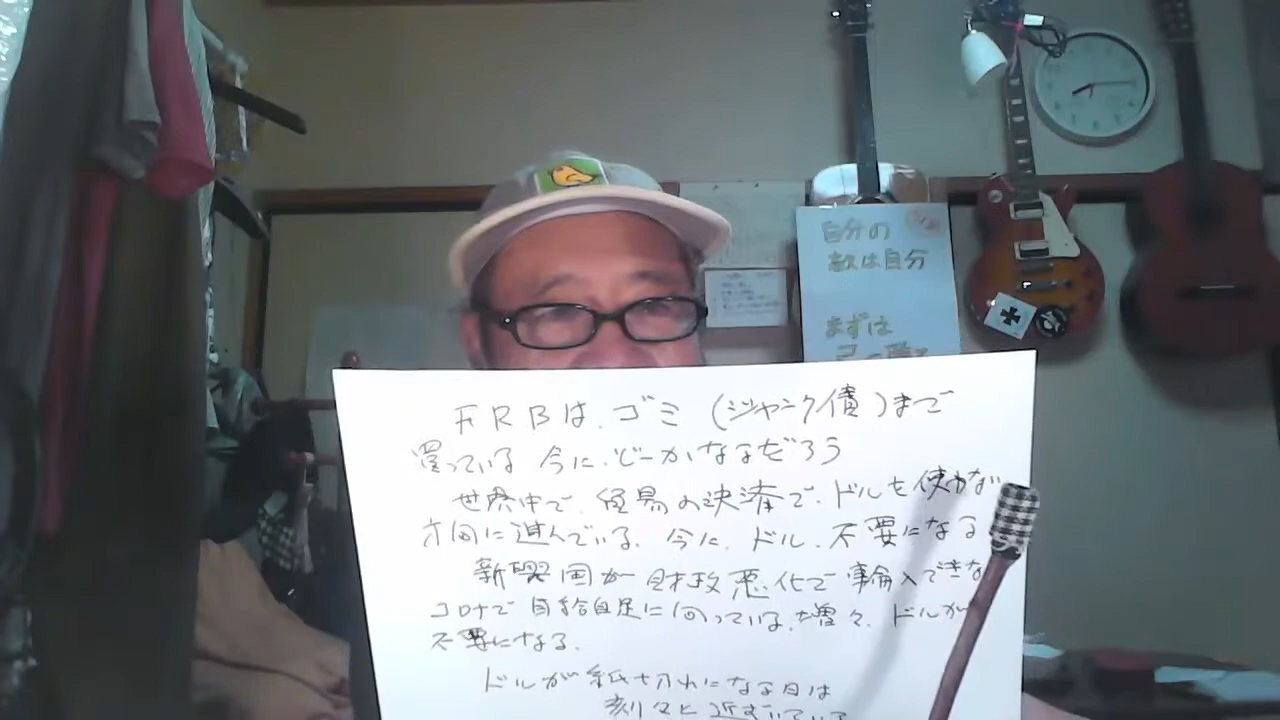 自分の
敵は自分
まずは
FRBは、ゴミ(ジャンク債)まで
買っている 今に、どーかなるだろう
世界中で、貿易の決済で、ドルを使わない
方向に進んでいる、今に、ドル、不要になる
新興国が財政悪化で輸入できな
コロナで自給自足に向っている、増々、ドルが
不要になる。
ドルが紙切れになる日は
刻々と近づいている